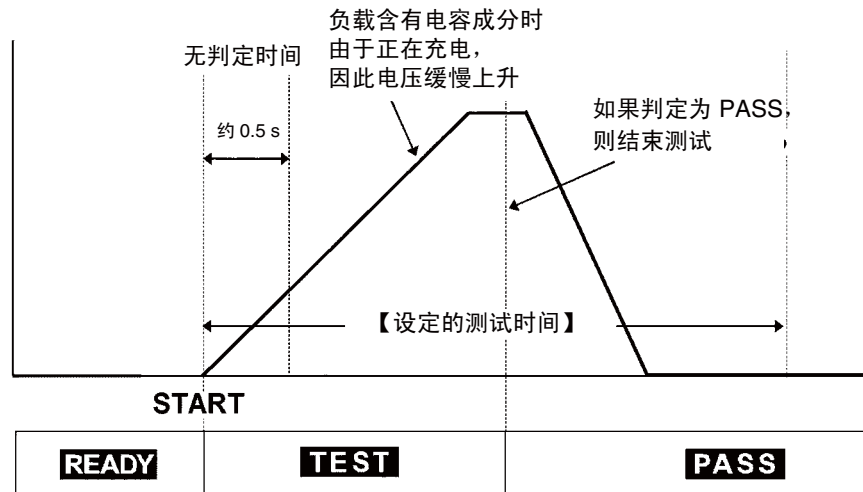 负载含有电容成分时
由于正在充电，
因此电压缓慢上升
无判定时间
如果判定为 PASS，
则结束测试
约 0.5 s
【设定的测试时间】
START
READY
TEST
PASS